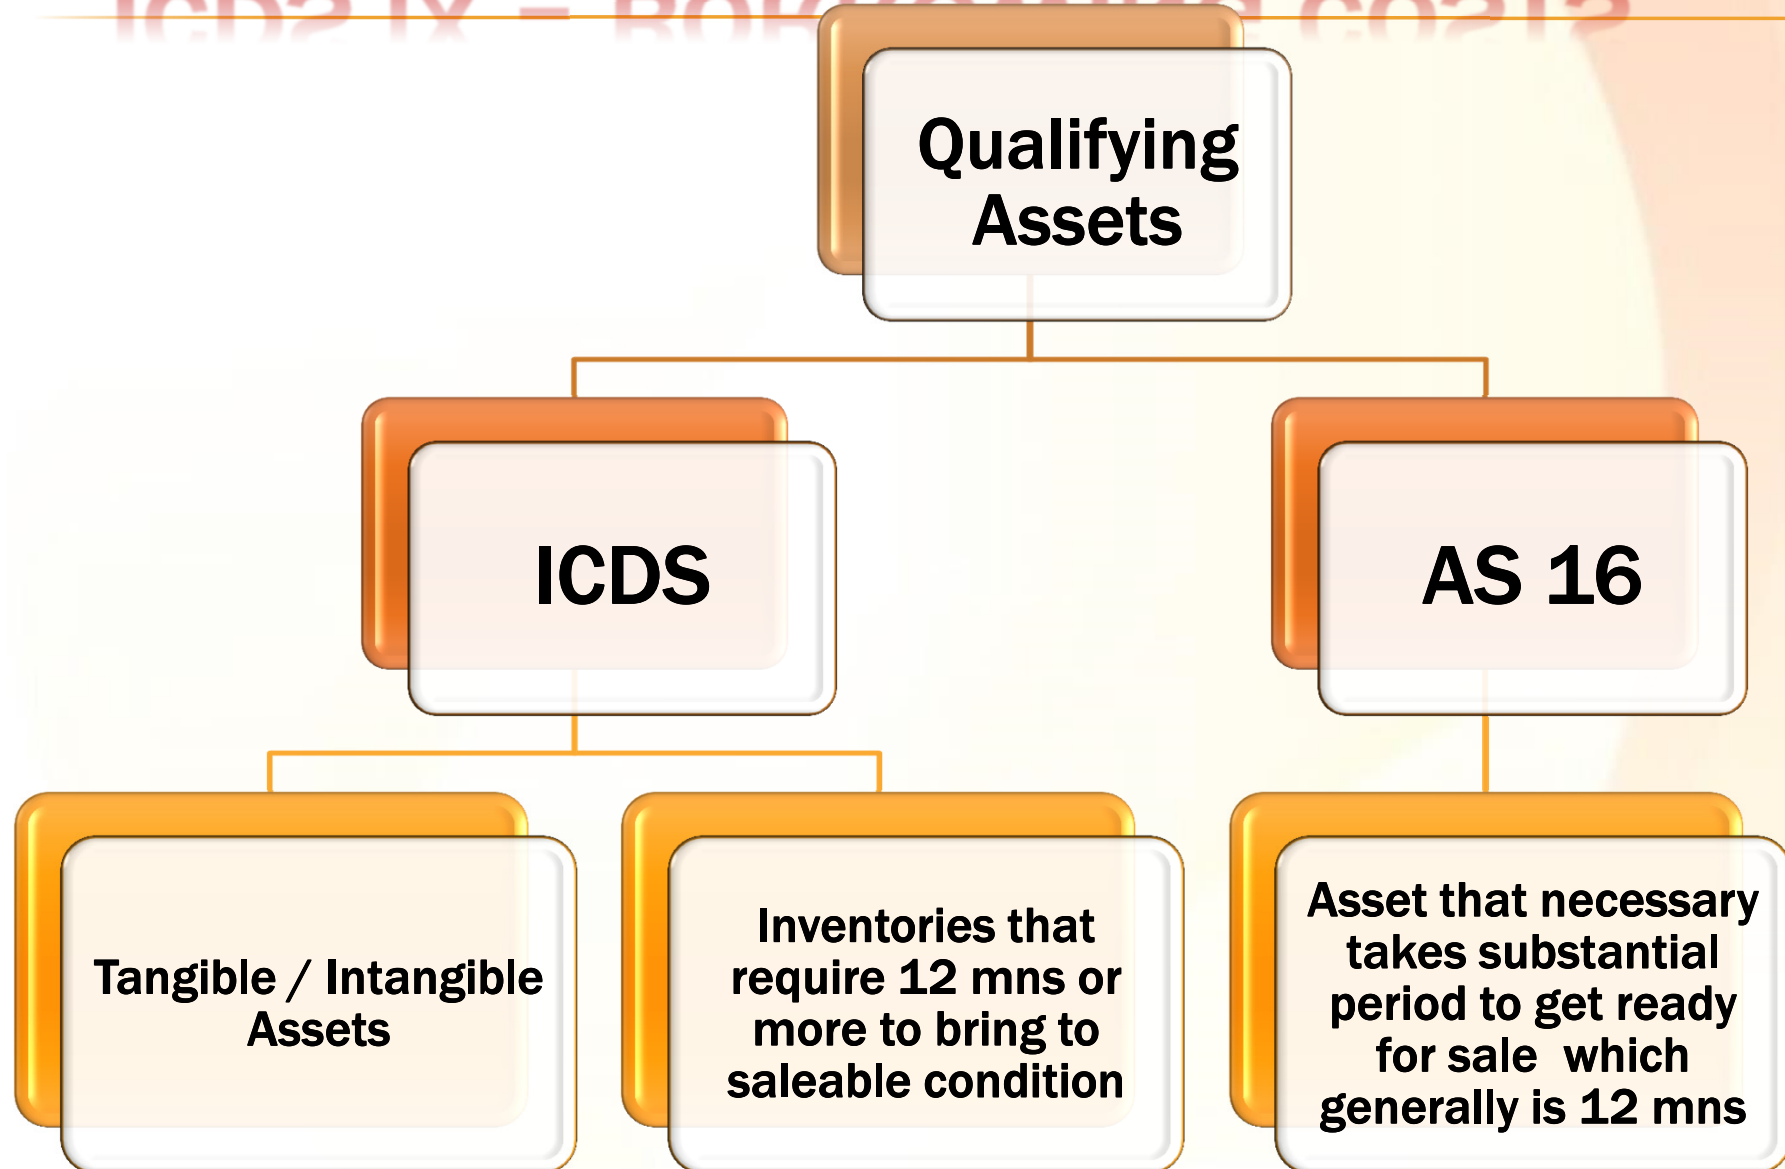 Qualifying
Assets
ICDS
AS 16
Tangible / Intangible
Assets
Inventories that
require 12 mns or
more to bring to
saleable condition
Asset that necessary
takes substantial
period to get ready
for sale which
generally is 12 mns